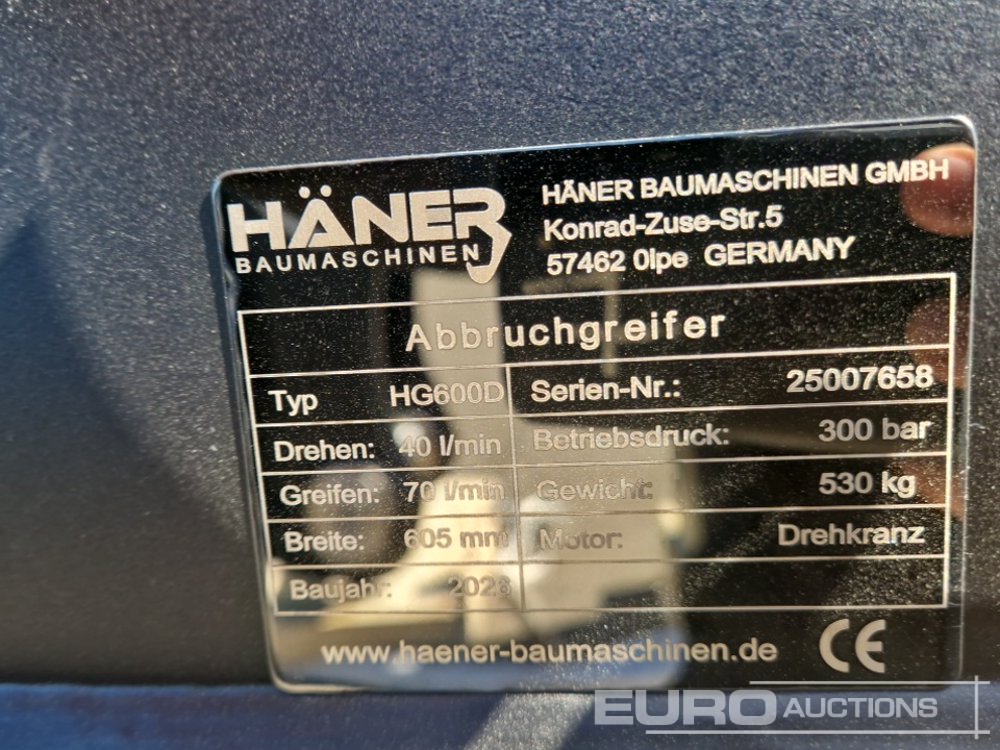 HÄNER
BAUMASCHINEN
HÄNER BAUMASCHINEN GMBH
Konrad-Zuse-Str.5
57462 Olpe GERMANY
Abbruchgreifer
Typ HG600D Serien-Nr.: 25007658
Drehen: 40 l/min Betriebsdruck: 300 bar
Greifen: 70 l/min Gewicht: 530 kg
Breite: 605 mm Motor: Drehkranz
Baujahr: 2026
www.haener-baumaschinen.de CE
EURO AUCTIONS